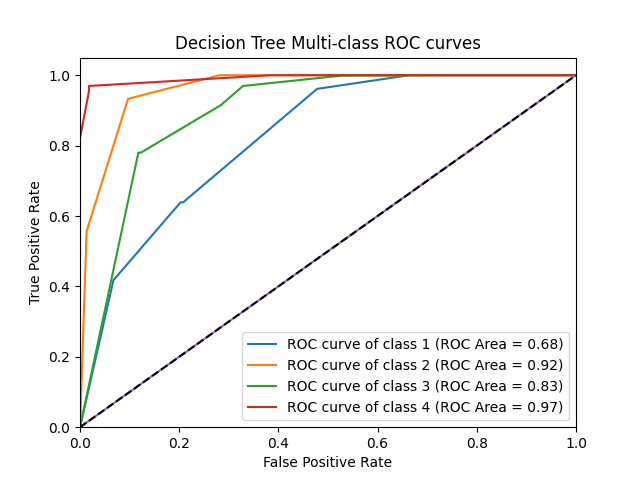 Decision Tree Multi-class ROC curves
1.0
0.8
0.6
0.4
0.2
0.0
True Positive Rate
ROC curve of class 1 (ROC Area = 0.68)
ROC curve of class 2 (ROC Area = 0.92)
ROC curve of class 3 (ROC Area = 0.83)
ROC curve of class 4 (ROC Area = 0.97)
0.0 0.2 0.4 0.6 0.8 1.0
False Positive Rate